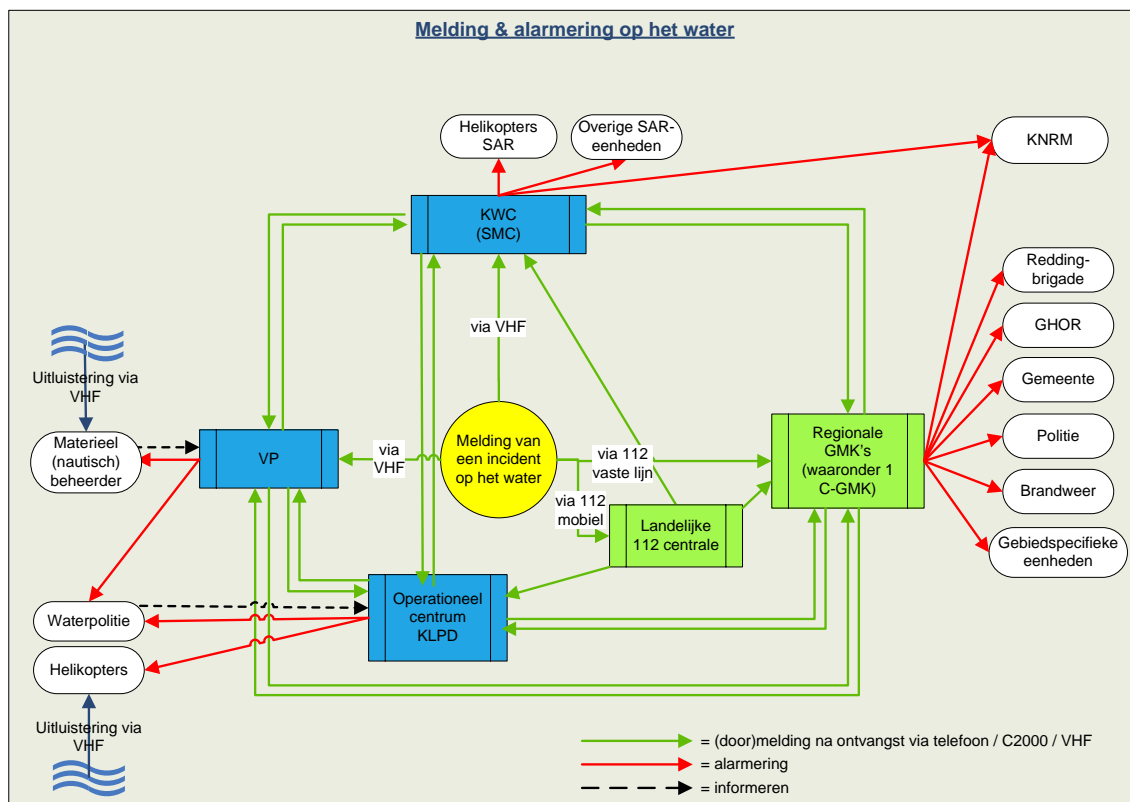 Melding & alarmering op het water
Helikopters
SAR
Overige SAR-
eenheden
KNRM
KWC
(SMC)
Redding-
brigade
GHOR
Gemeente
Politie
Brandweer
Gebiedspecifieke
eenheden
via VHF
Uitluistering via
VHF
Materieel
(nautisch)
beheerder
VP
via
VHF
Melding van
een incident
op het water
via 112
vaste lijn
via 112
mobiel
Regionale
GMK's
(waaronder 1
C-GMK)
Landelijke
112 centrale
Operationeel
centrum
KLPD
Waterpolitie
Helikopters
Uitluistering via
VHF
= (door)melding na ontvangst via telefoon / C2000 / VHF
= alarmering
= informeren